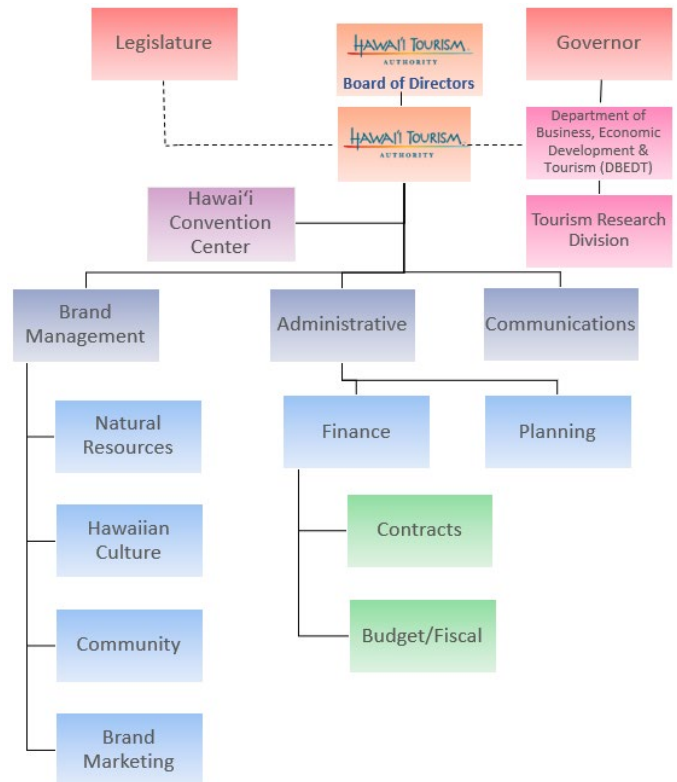 Legislature
HAWAI‘I TOURISM
AUTHORITY
Board of Directors
Governor
HAWAI‘I TOURISM
AUTHORITY
Department of
Business, Economic
Development &
Tourism (DBEDT)
Hawai‘i
Convention
Center
Tourism Research
Division
Brand
Management
Administrative
Communications
Natural
Resources
Finance
Planning
Hawaiian
Culture
Contracts
Community
Budget/Fiscal
Brand
Marketing